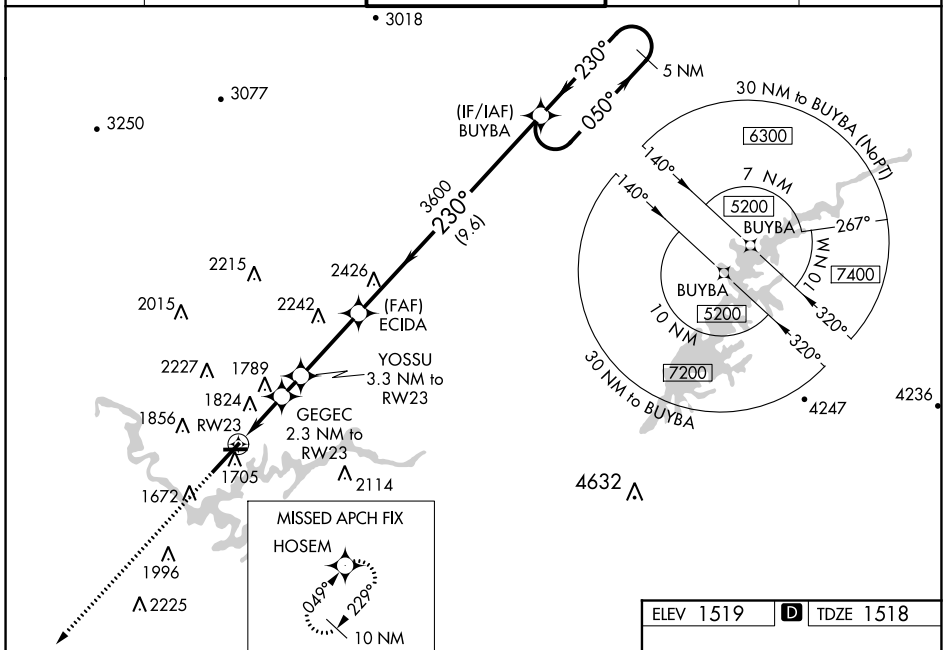 3018
3077
3250
230°
050°
5 NM
(IF/IAF)
BUYBA
3600
230°
(9.6)
30 NM to BUYBA (NoPT)
6300
140°
7 NM
5200
BUYBA
267°
10 NM
7400
320°
140°
BUYBA
5200
10 NM
320°
7200
30 NM to BUYBA
4247
4236
4632
2215
2426
2015
2242
(FAF)
ECIDA
2227
1789
YOSSU
3.3 NM to
RW23
1824
1856
RW23
GEGEC
2.3 NM to
RW23
1705
2114
1672
1996
2225
MISSED APCH FIX
HOSEM
049°
229°
10 NM
ELEV 1519 D TDZE 1518